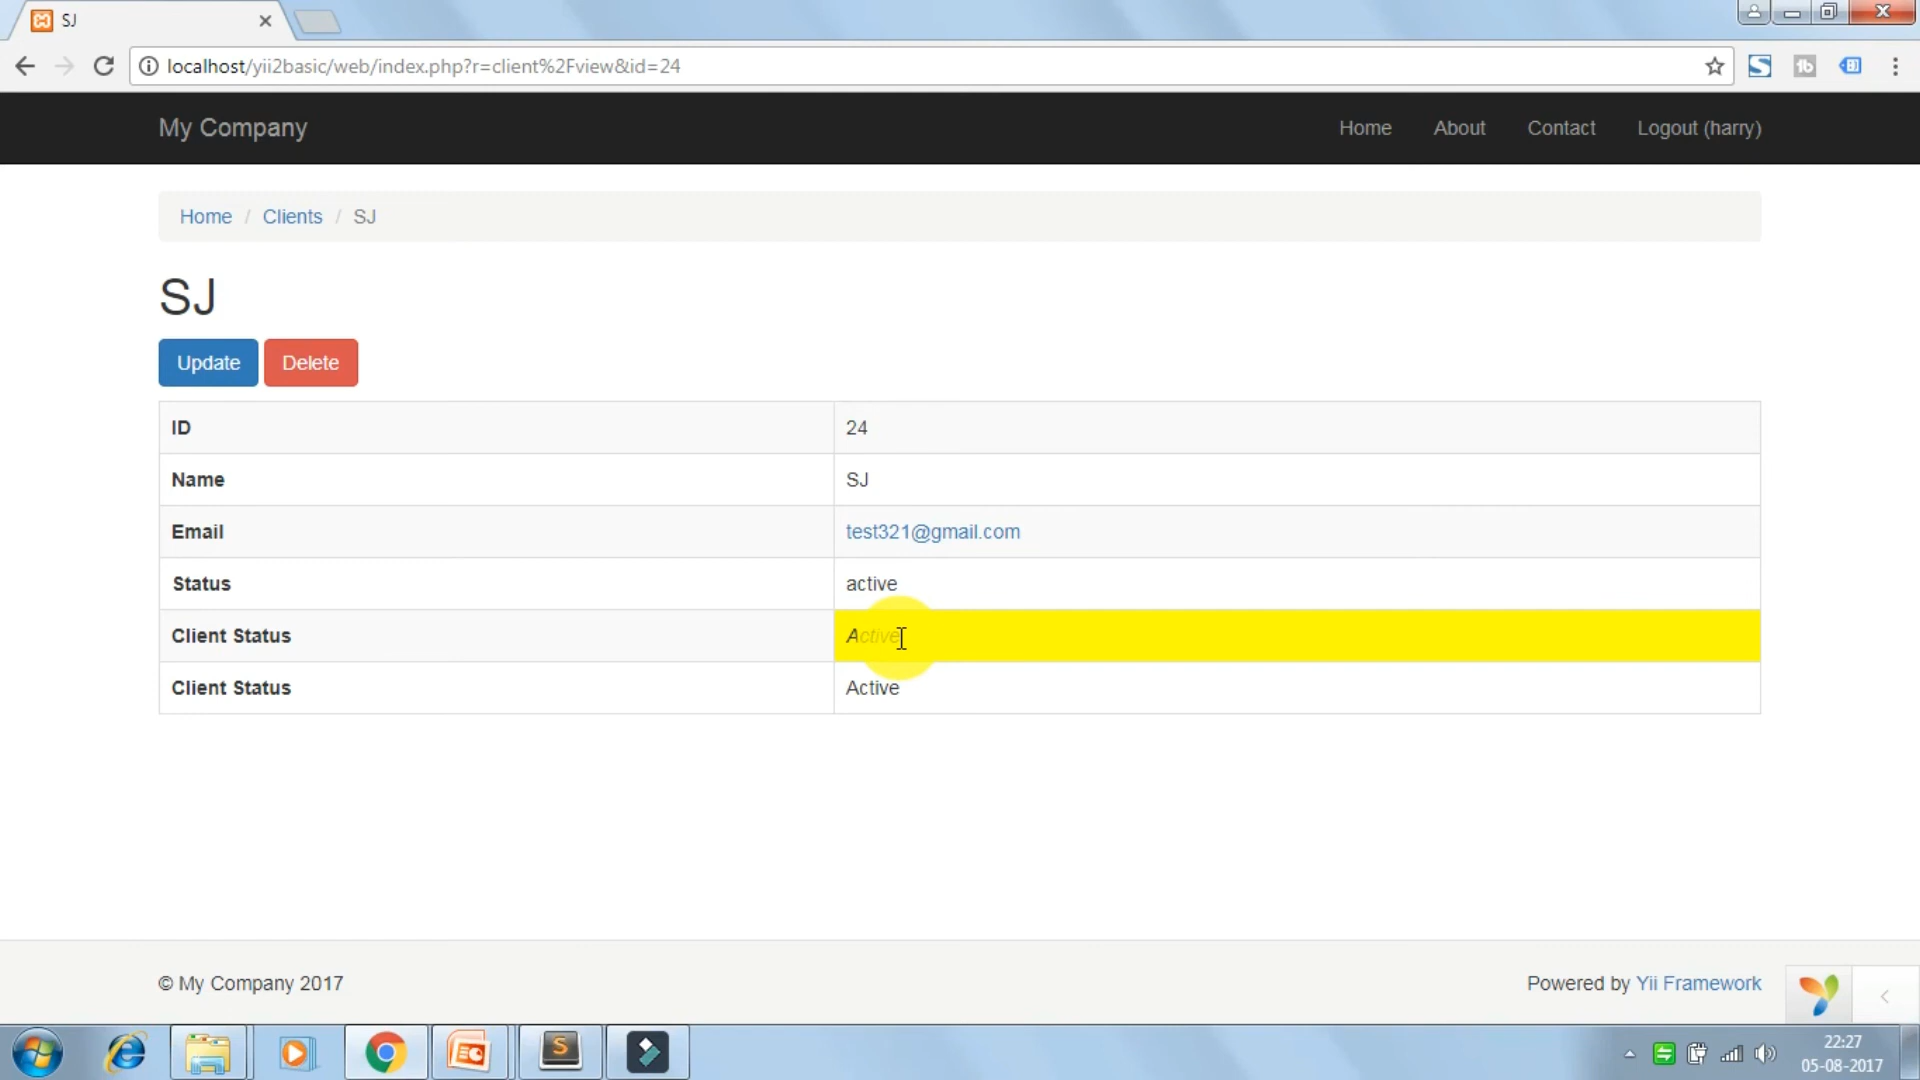 SJ
localhost/yii2basic/web/index.php?r=client%2Fview&id=24
My Company Home About Contact Logout (harry)
Home / Clients / SJ
SJ
Update Delete
ID 24
Name SJ
Email test321@gmail.com
Status active
Client Status Active
Client Status Active
© My Company 2017 Powered by Yii Framework
22:27
05-08-2017